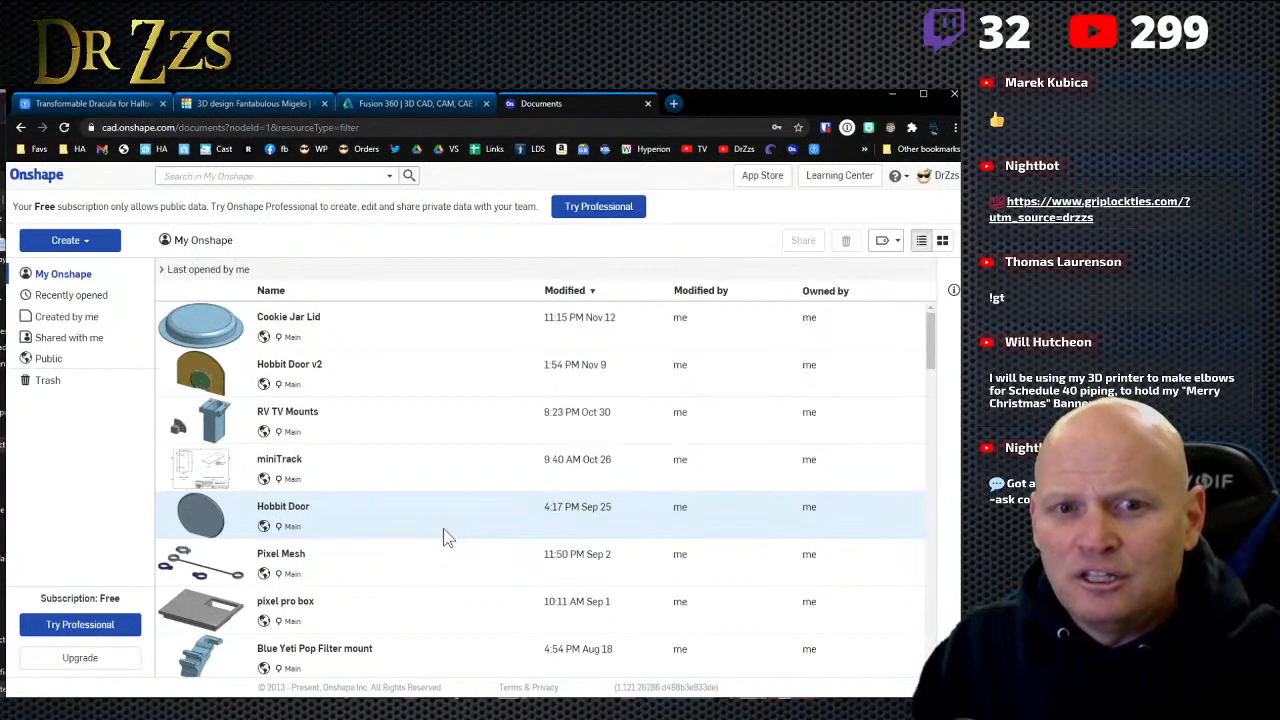 DR ZZS
32
299
Transformable Dracula for Hallo
3D design Fantabulous Migelo |
Fusion 360 | 3D CAD, CAM, CAE
Documents
cad.onshape.com/documents?nodeId=1&resourceType=filter
Favs
HA
HA
Cast
R
fb
WP
Orders
VS
Links
LDS
Hyperion
TV
DrZzs
Other bookmarks
Onshape
Search in My Onshape
App Store
Learning Center
DrZzs
Your Free subscription only allows public data. Try Onshape Professional to create, edit and share private data with your team.
Try Professional
Create
My Onshape
Share
My Onshape
Recently opened
Created by me
Shared with me
Public
Trash
Last opened by me
Name Modified Modified by Owned by
Cookie Jar Lid 11:15 PM Nov 12 me me
Main
Hobbit Door v2 1:54 PM Nov 9 me me
Main
RV TV Mounts 8:23 PM Oct 30 me me
Main
miniTrack 9:40 AM Oct 26 me me
Main
Hobbit Door 4:17 PM Sep 25 me me
Main
Pixel Mesh 11:50 PM Sep 2 me me
Main
pixel pro box 10:11 AM Sep 1 me me
Main
Blue Yeti Pop Filter mount 4:54 PM Aug 18 me me
Main
Subscription: Free
Try Professional
Upgrade
© 2013 - Present, Onshape Inc. All Rights Reserved.
Terms & Privacy
(1.121.26286.d498b3e933de)
Marek Kubica
Nightbot
https://www.griplockties.com/?
utm_source=drzzs
Thomas Laurenson
!gt
Will Hutcheon
I will be using my 3D printer to make elbows
for Schedule 40 piping, to hold my "Merry
Christmas" Banner
Night
Got a
-ask co